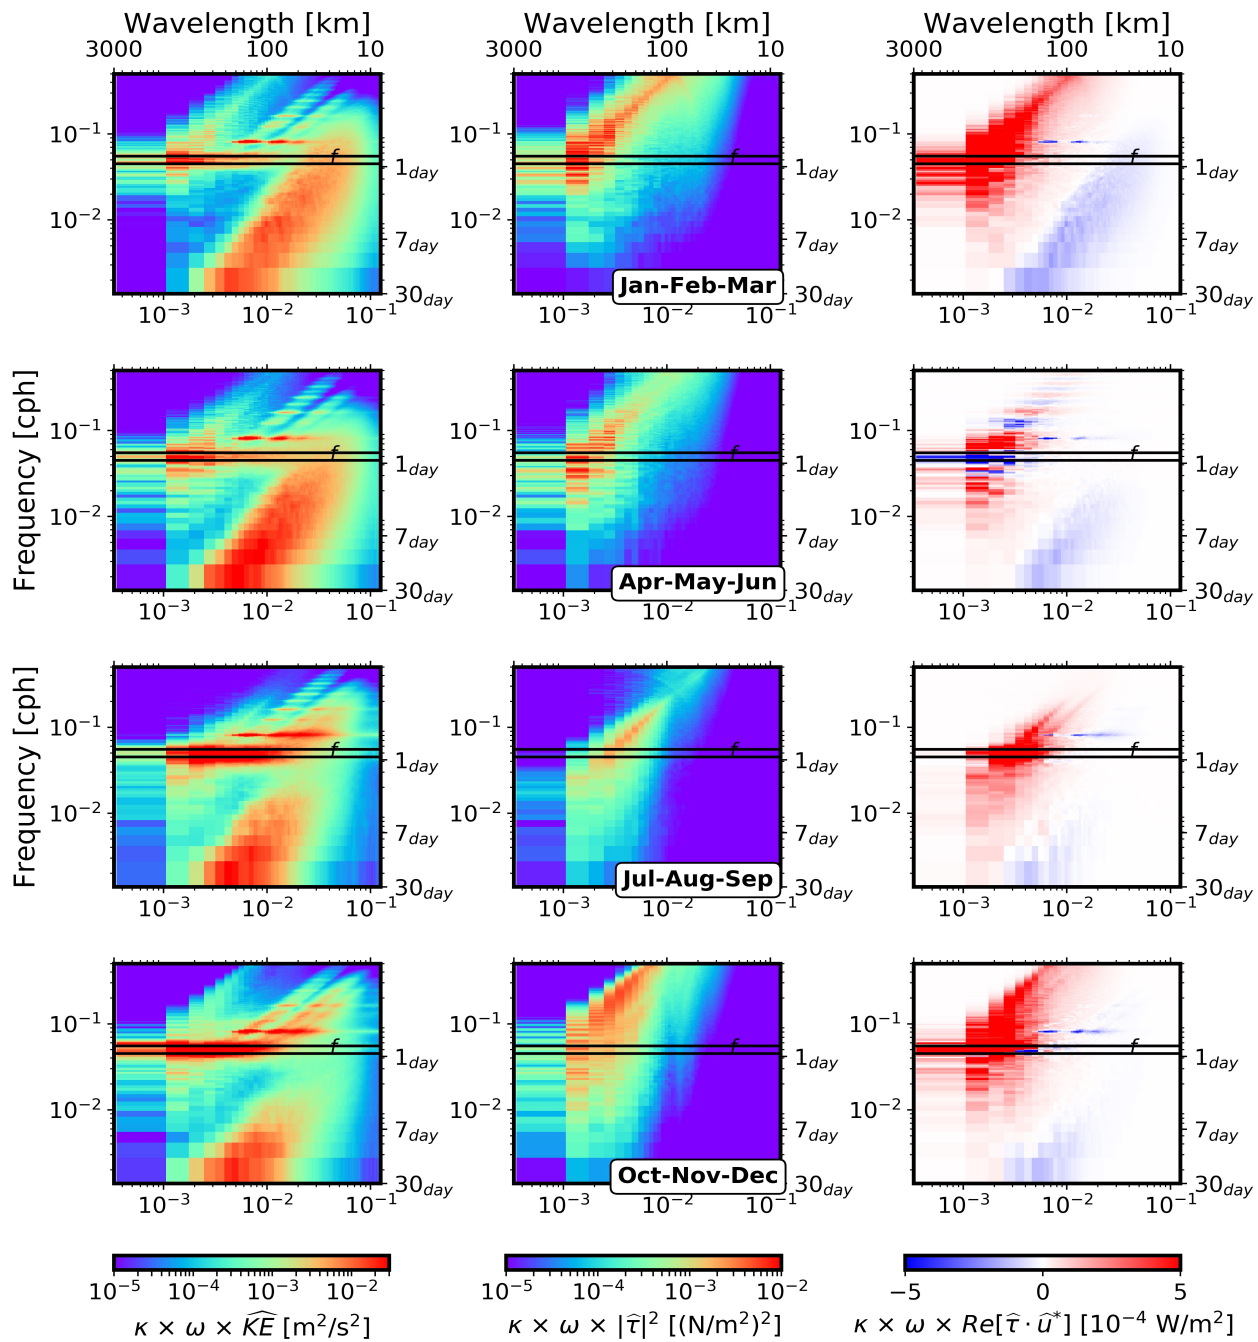 Wavelength [km] Wavelength [km] Wavelength [km]
3000 100 10 3000 100 10 3000 100 10
10⁻¹ 10⁻¹ 10⁻¹
f f f
1day 1day 1day
10⁻² 10⁻² 10⁻²
7day 7day 7day
Jan-Feb-Mar
30day 30day 30day
10⁻³ 10⁻² 10⁻¹ 10⁻³ 10⁻² 10⁻¹ 10⁻³ 10⁻² 10⁻¹
Frequency [cph]
10⁻¹ 10⁻¹ 10⁻¹
f f f
1day 1day 1day
10⁻² 10⁻² 10⁻²
7day 7day 7day
Apr-May-Jun
30day 30day 30day
10⁻³ 10⁻² 10⁻¹ 10⁻³ 10⁻² 10⁻¹ 10⁻³ 10⁻² 10⁻¹
Frequency [cph]
10⁻¹ 10⁻¹ 10⁻¹
f f f
1day 1day 1day
10⁻² 10⁻² 10⁻²
7day 7day 7day
Jul-Aug-Sep
30day 30day 30day
10⁻³ 10⁻² 10⁻¹ 10⁻³ 10⁻² 10⁻¹ 10⁻³ 10⁻² 10⁻¹
10⁻¹ 10⁻¹ 10⁻¹
f f f
1day 1day 1day
10⁻² 10⁻² 10⁻²
7day 7day 7day
Oct-Nov-Dec
30day 30day 30day
10⁻³ 10⁻² 10⁻¹ 10⁻³ 10⁻² 10⁻¹ 10⁻³ 10⁻² 10⁻¹
10⁻⁵ 10⁻⁴ 10⁻³ 10⁻² 10⁻⁵ 10⁻⁴ 10⁻³ 10⁻² −5 0 5
κ × ω × K̂E [m²/s²] κ × ω × |τ̂|² [(N/m²)²] κ × ω × Re[τ̂ · û*] [10⁻⁴ W/m²]